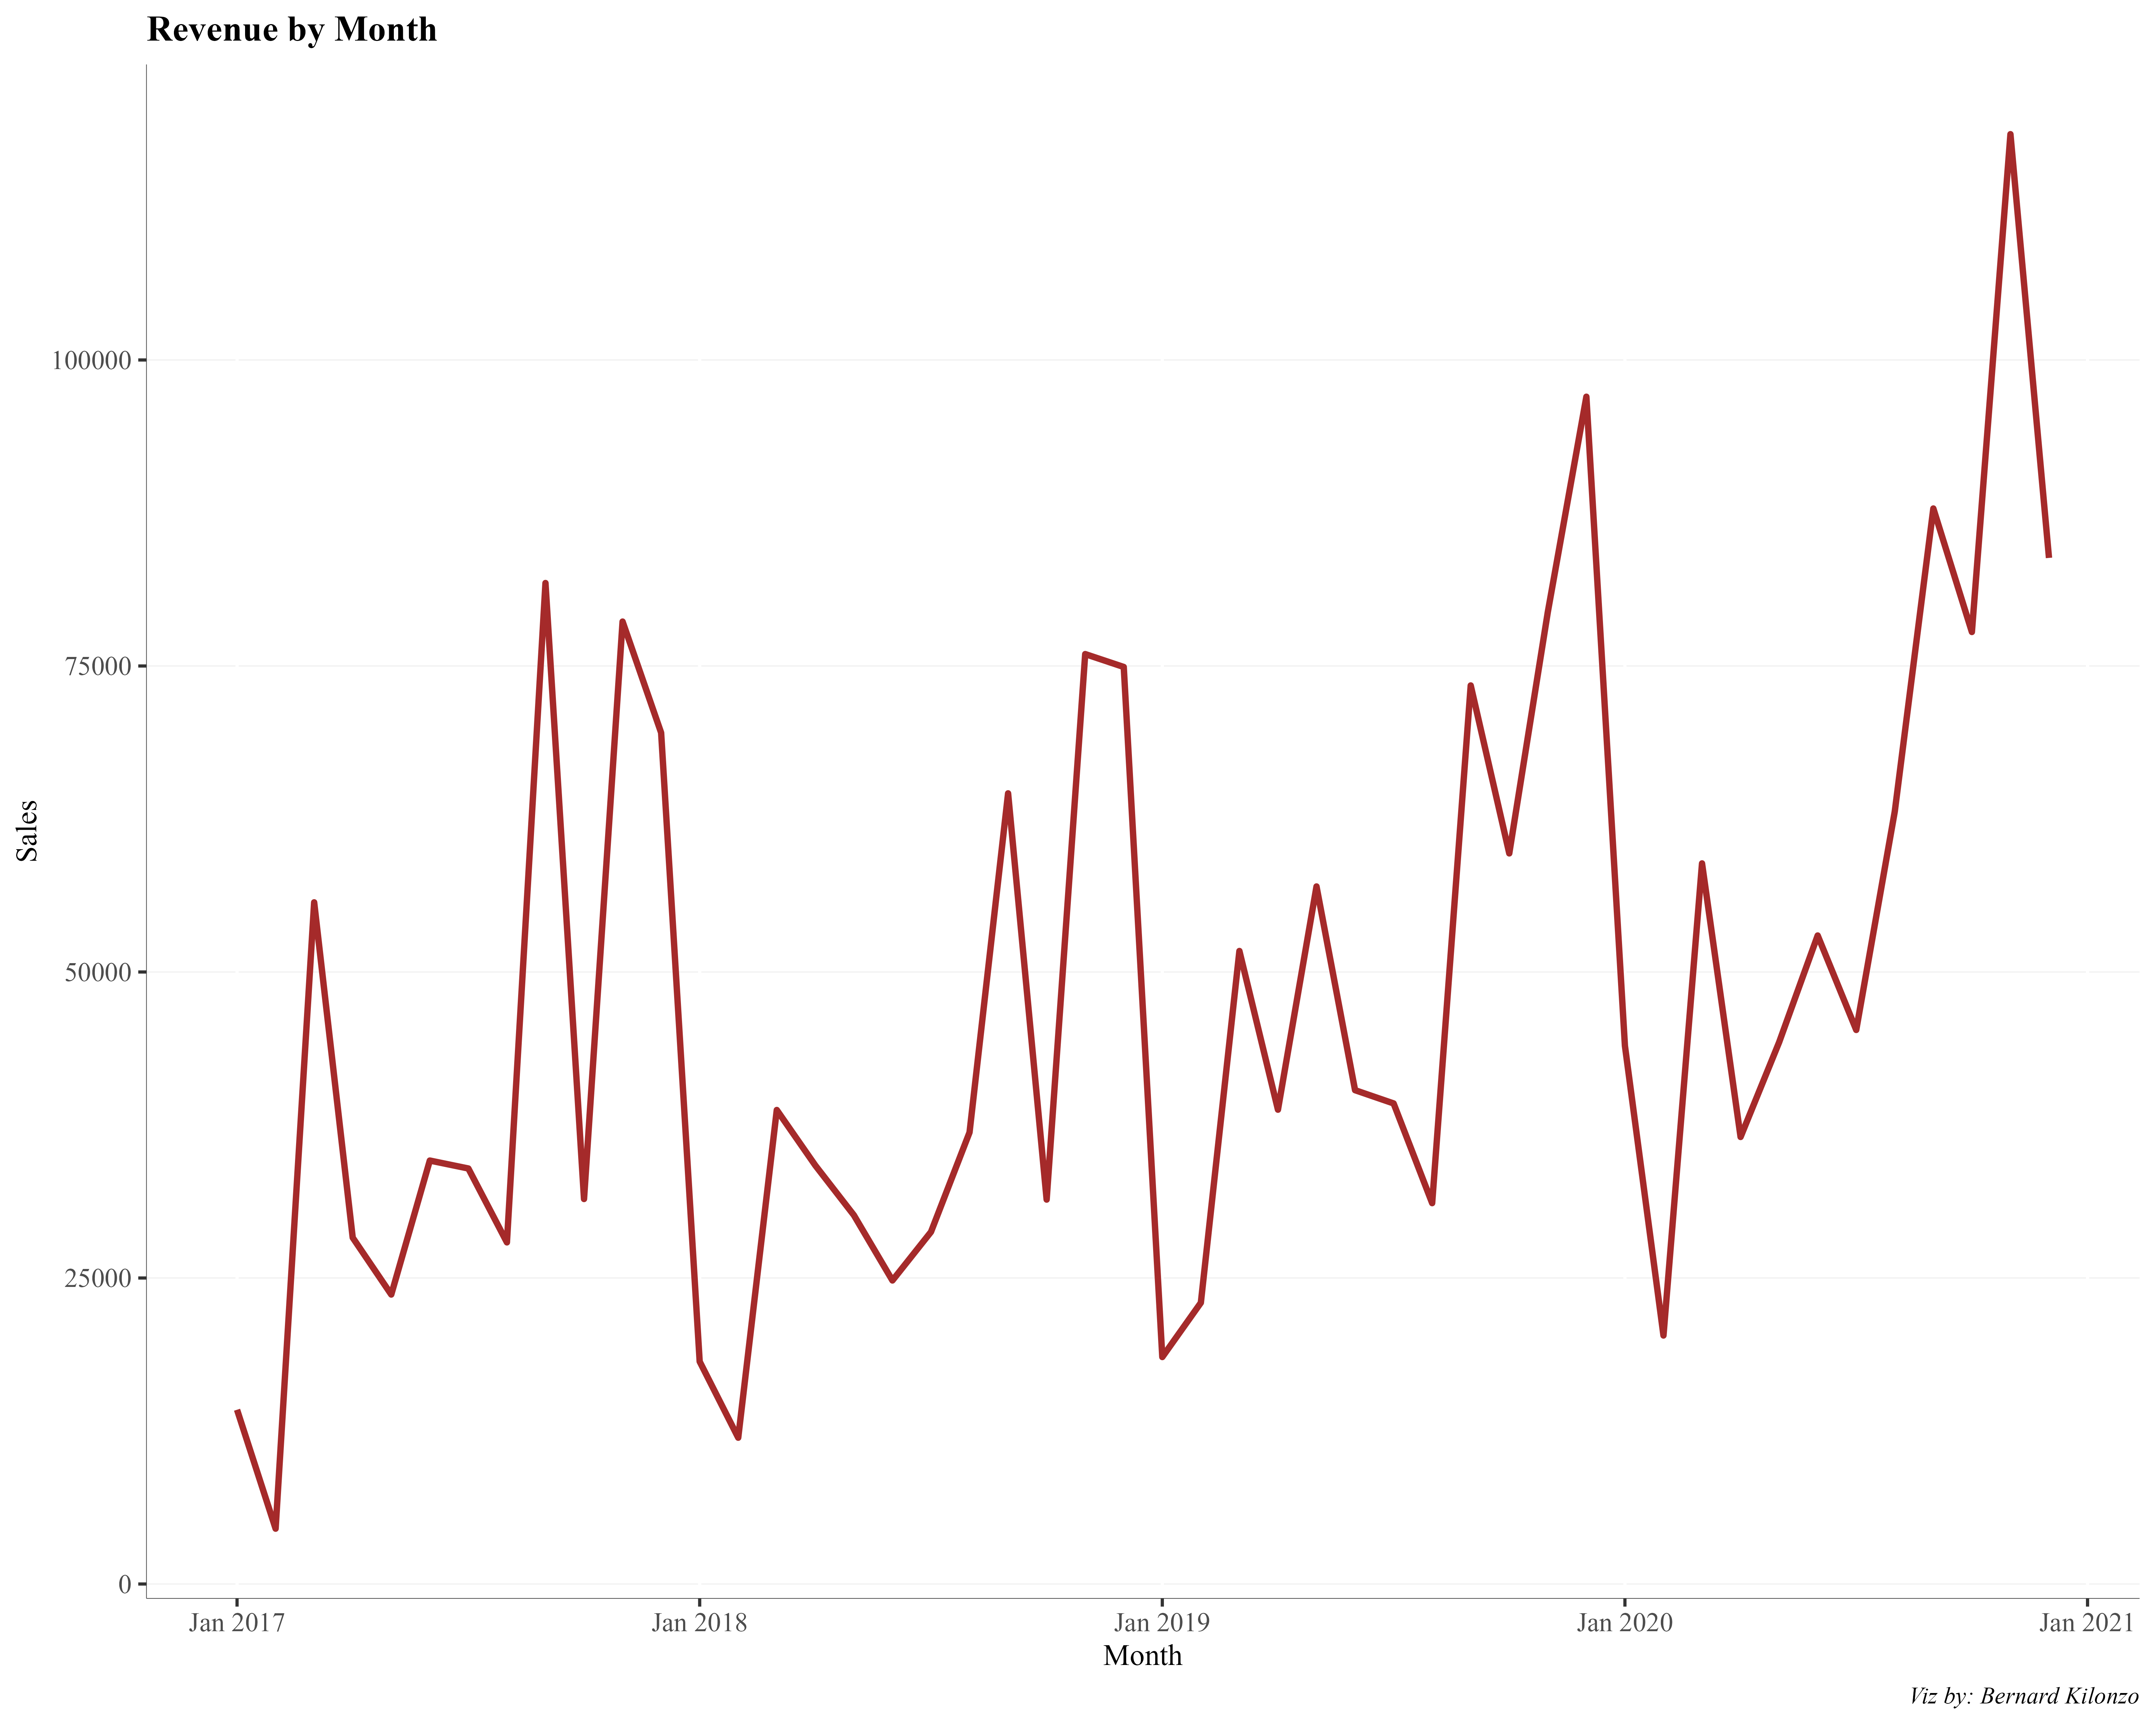 Revenue by Month
100000
75000
50000
25000
0
Sales
Jan 2017
Jan 2018
Jan 2019
Jan 2020
Jan 2021
Month
Viz by: Bernard Kilonzo